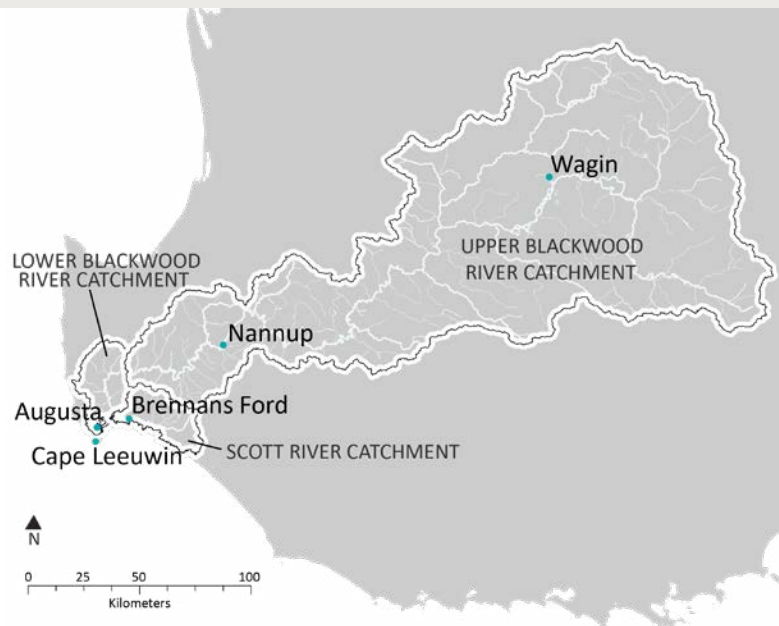 Wagin
UPPER BLACKWOOD
RIVER CATCHMENT
LOWER BLACKWOOD
RIVER CATCHMENT
Nannup
Augusta
Brennans Ford
Cape Leeuwin
SCOTT RIVER CATCHMENT
N
0 25 50 100
Kilometers